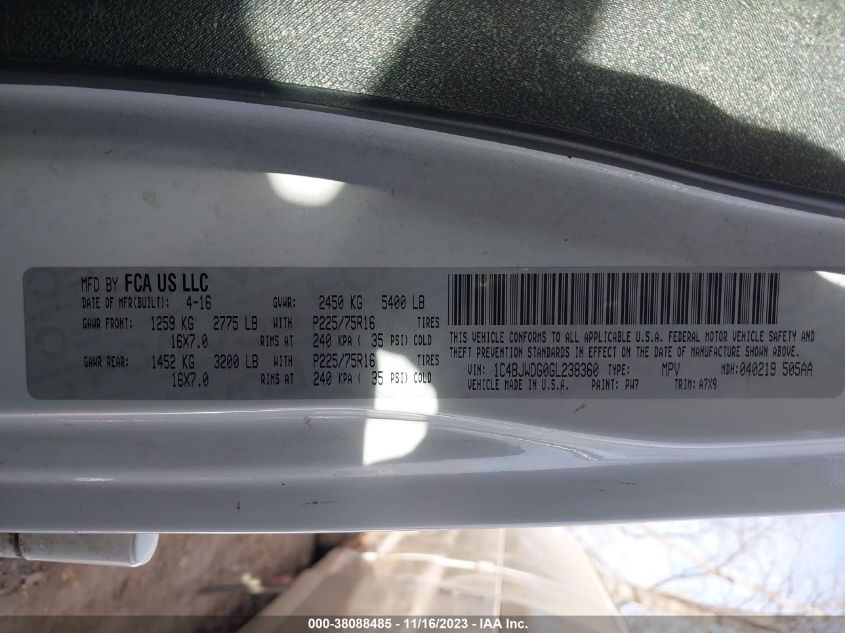 MFD BY FCA US LLC
DATE OF MFR(BUILT): 4-16 GVWR: 2450 KG 5400 LB
GAWR FRONT: 1259 KG 2775 LB WITH P225/75R16 TIRES
16X7.0 RIMS AT 240 KPA ( 35 PSI) COLD
GAWR REAR: 1452 KG 3200 LB WITH P225/75R16 TIRES
16X7.0 RIMS AT 240 KPA ( 35 PSI) COLD
THIS VEHICLE CONFORMS TO ALL APPLICABLE U.S.A. FEDERAL MOTOR VEHICLE SAFETY AND
THEFT PREVENTION STANDARDS IN EFFECT ON THE DATE OF MANUFACTURE SHOWN ABOVE.
VIN: 1C4BJWDG0GL238360 TYPE: MPV MDH: 040219 505AA
VEHICLE MADE IN U.S.A. PAINT: PW7 TRIM: A7X9
000-38088485 - 11/16/2023 - IAA Inc.